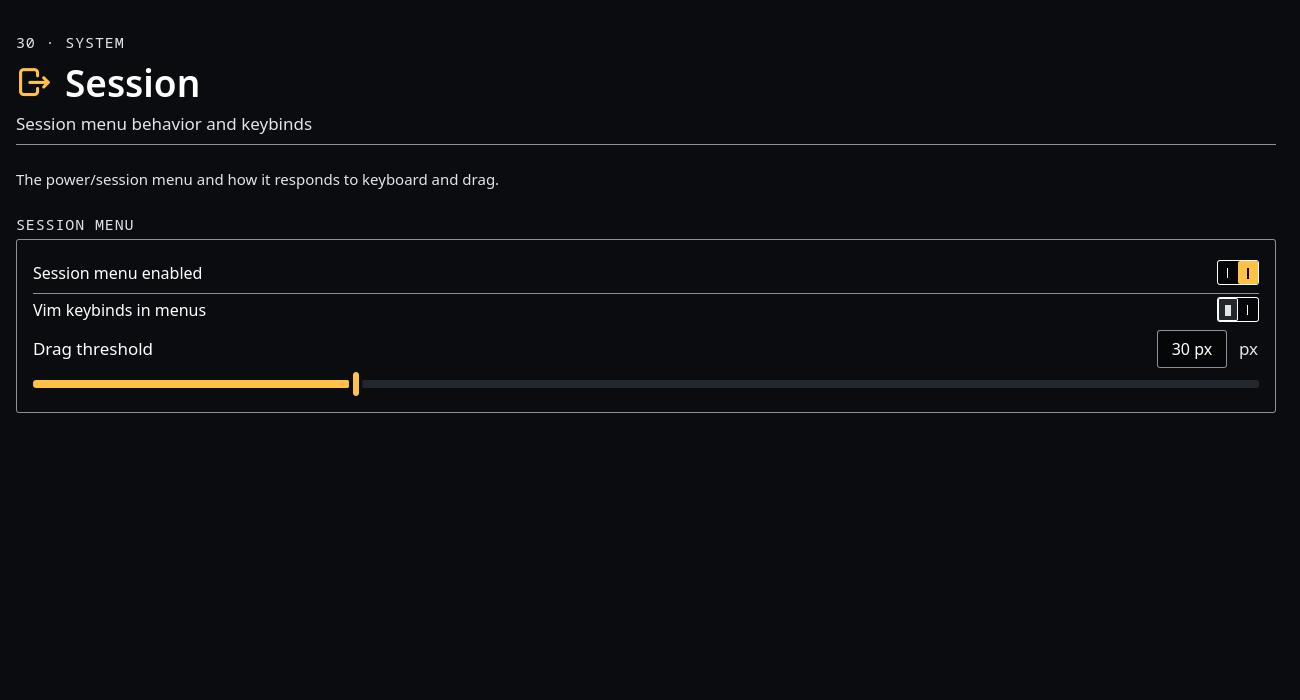 30 · SYSTEM
Session
Session menu behavior and keybinds
The power/session menu and how it responds to keyboard and drag.
SESSION MENU
Session menu enabled
Vim keybinds in menus
Drag threshold 30 px px